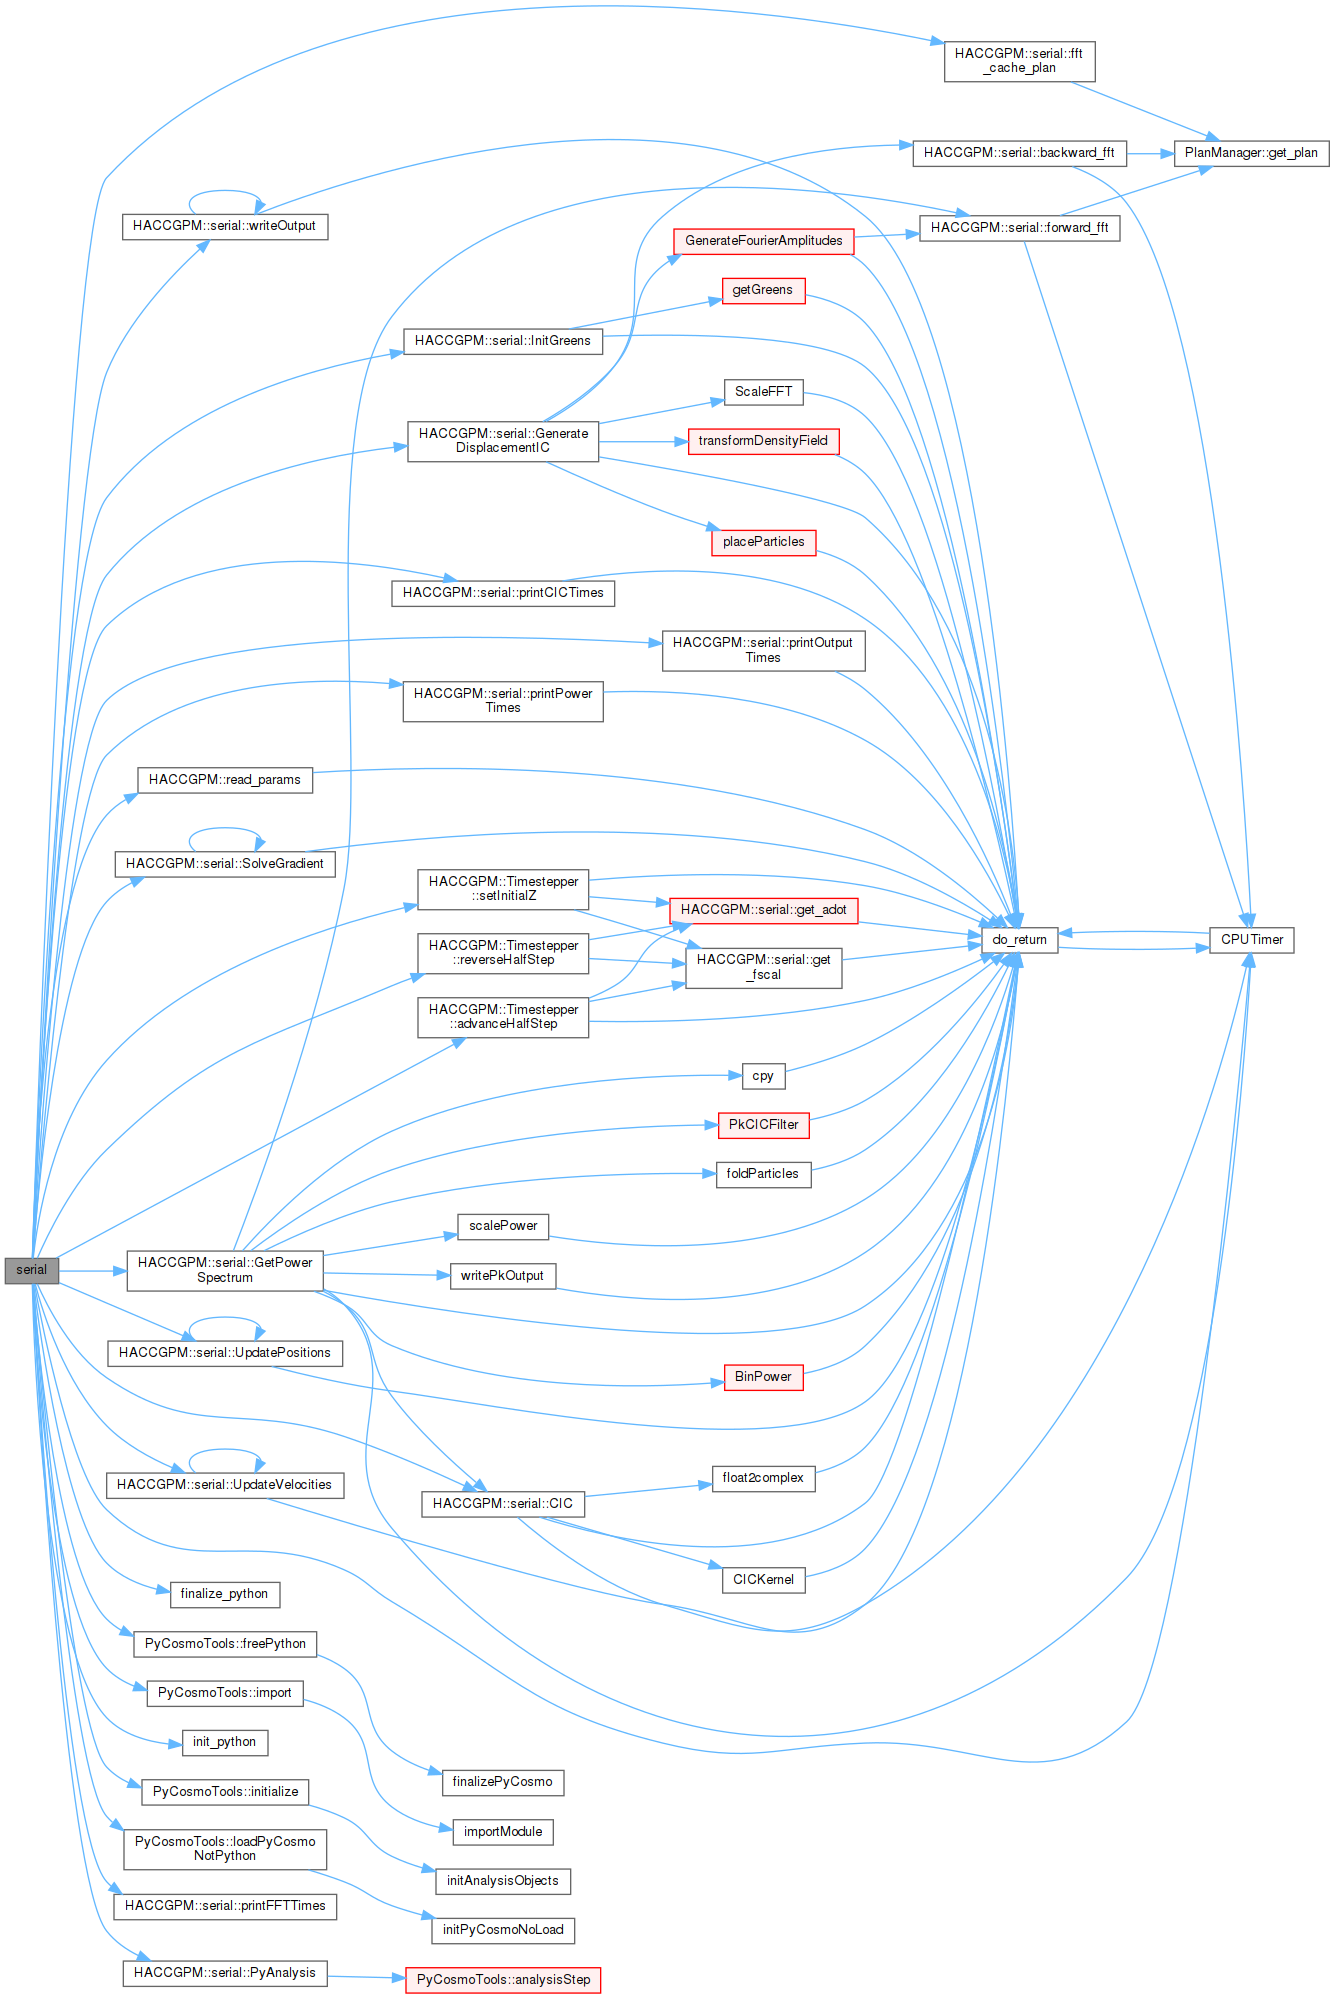 HACCGPM::serial::fft
_cache_plan
HACCGPM::serial::backward_fft
PlanManager::get_plan
HACCGPM::serial::writeOutput
HACCGPM::serial::forward_fft
GenerateFourierAmplitudes
getGreens
HACCGPM::serial::InitGreens
ScaleFFT
HACCGPM::serial::Generate
DisplacementIC
transformDensityField
placeParticles
HACCGPM::serial::printCICTimes
HACCGPM::serial::printOutput
Times
HACCGPM::serial::printPower
Times
HACCGPM::read_params
HACCGPM::serial::SolveGradient
HACCGPM::Timestepper
::setInitialZ
HACCGPM::serial::get_adot
HACCGPM::Timestepper
::reverseHalfStep
HACCGPM::serial::get
_fscal
do_return
CPUTimer
HACCGPM::Timestepper
::advanceHalfStep
cpy
PkCICFilter
foldParticles
scalePower
serial
HACCGPM::serial::GetPower
Spectrum
writePkOutput
HACCGPM::serial::UpdatePositions
BinPower
HACCGPM::serial::UpdateVelocities
float2complex
HACCGPM::serial::CIC
CICKernel
finalize_python
PyCosmoTools::freePython
PyCosmoTools::import
init_python
PyCosmoTools::initialize
finalizePyCosmo
importModule
PyCosmoTools::loadPyCosmo
NotPython
initAnalysisObjects
HACCGPM::serial::printFFTTimes
initPyCosmoNoLoad
HACCGPM::serial::PyAnalysis
PyCosmoTools::analysisStep